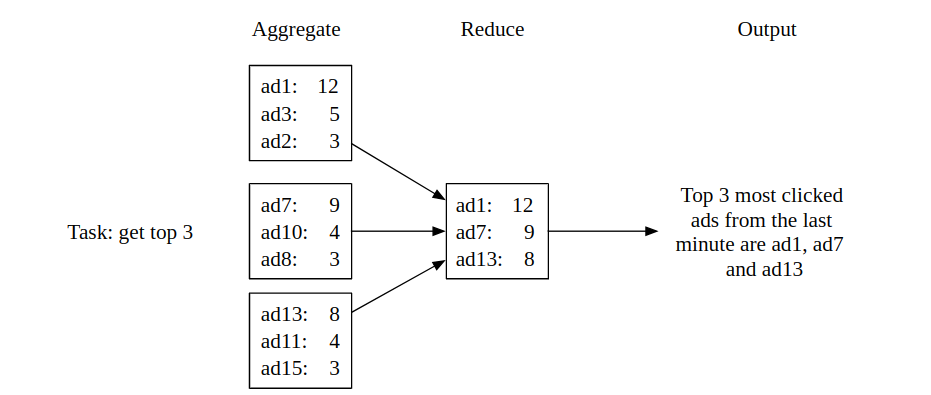 Aggregate
Reduce
Output
ad1: 12
ad3: 5
ad2: 3
Task: get top 3
ad7: 9
ad10: 4
ad8: 3
ad13: 8
ad11: 4
ad15: 3
ad1: 12
ad7: 9
ad13: 8
Top 3 most clicked
ads from the last
minute are ad1, ad7
and ad13